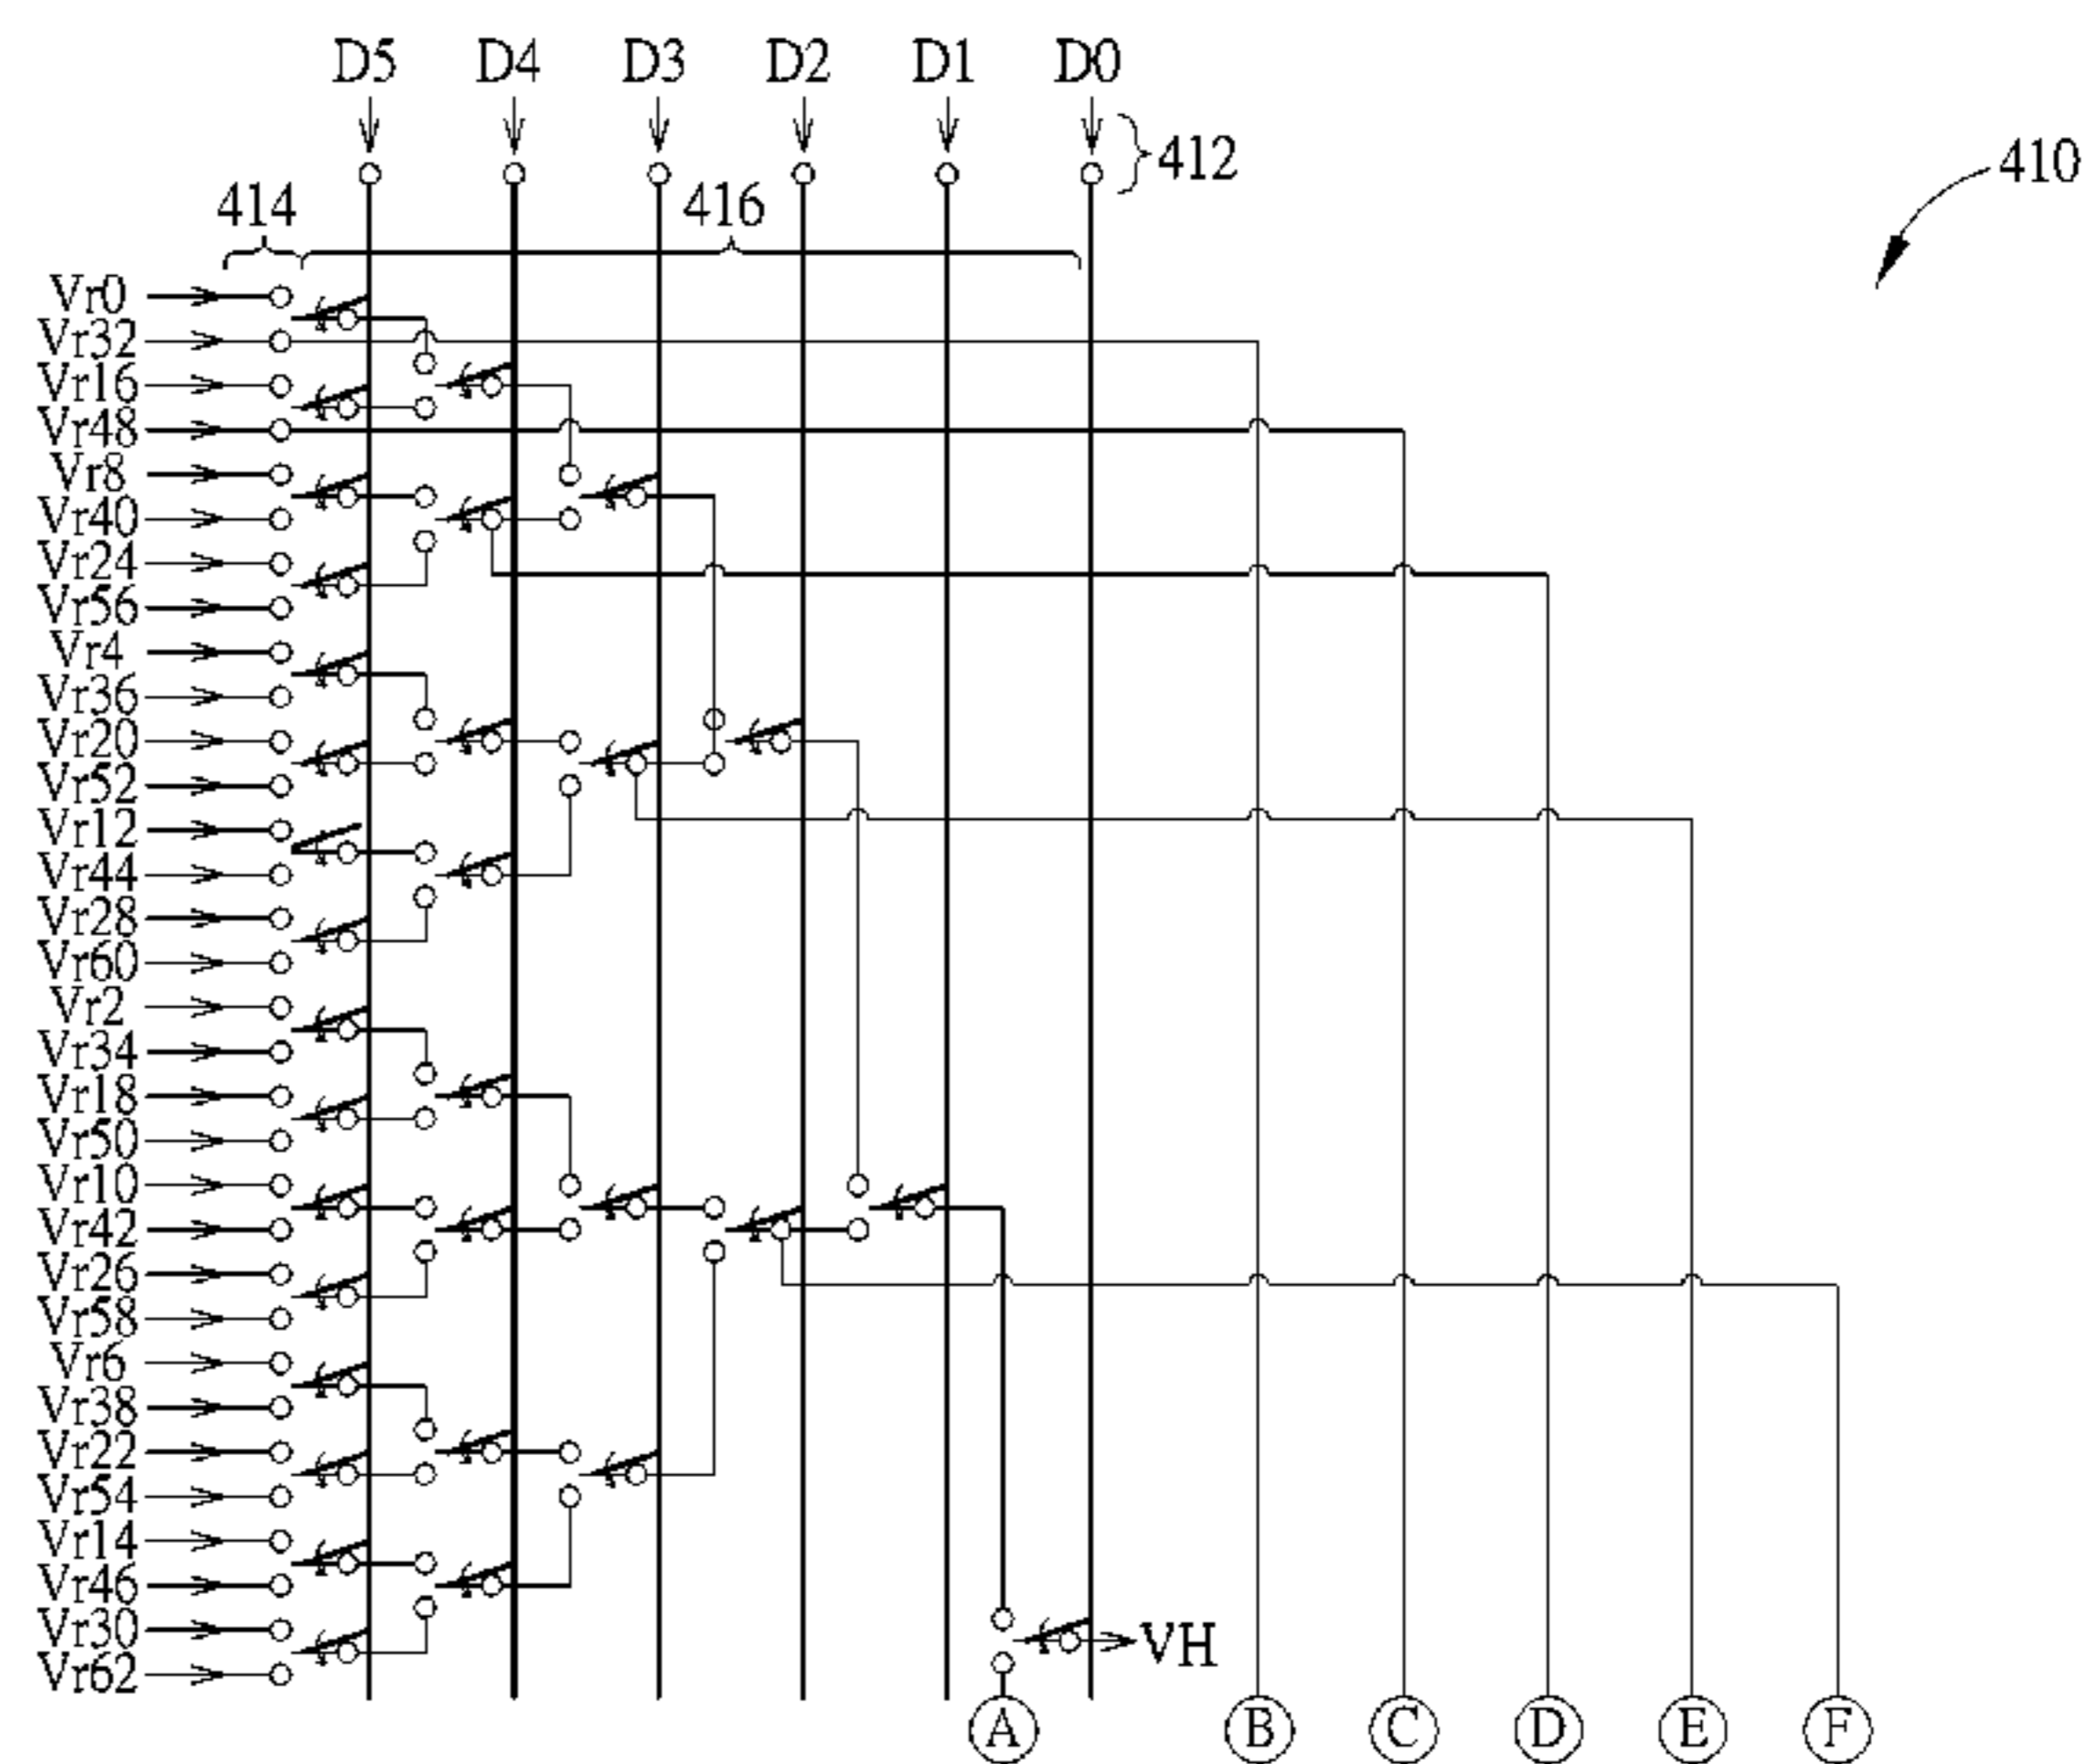 D5 D4 D3 D2 D1 D0
412
410
414 416
Vr0
Vr32
Vr16
Vr48
Vr8
Vr40
Vr24
Vr56
Vr4
Vr36
Vr20
Vr52
Vr12
Vr44
Vr28
Vr60
Vr2
Vr34
Vr18
Vr50
Vr10
Vr42
Vr26
Vr58
Vr6
Vr38
Vr22
Vr54
Vr14
Vr46
Vr30
VH
Vr62
A B C D E F